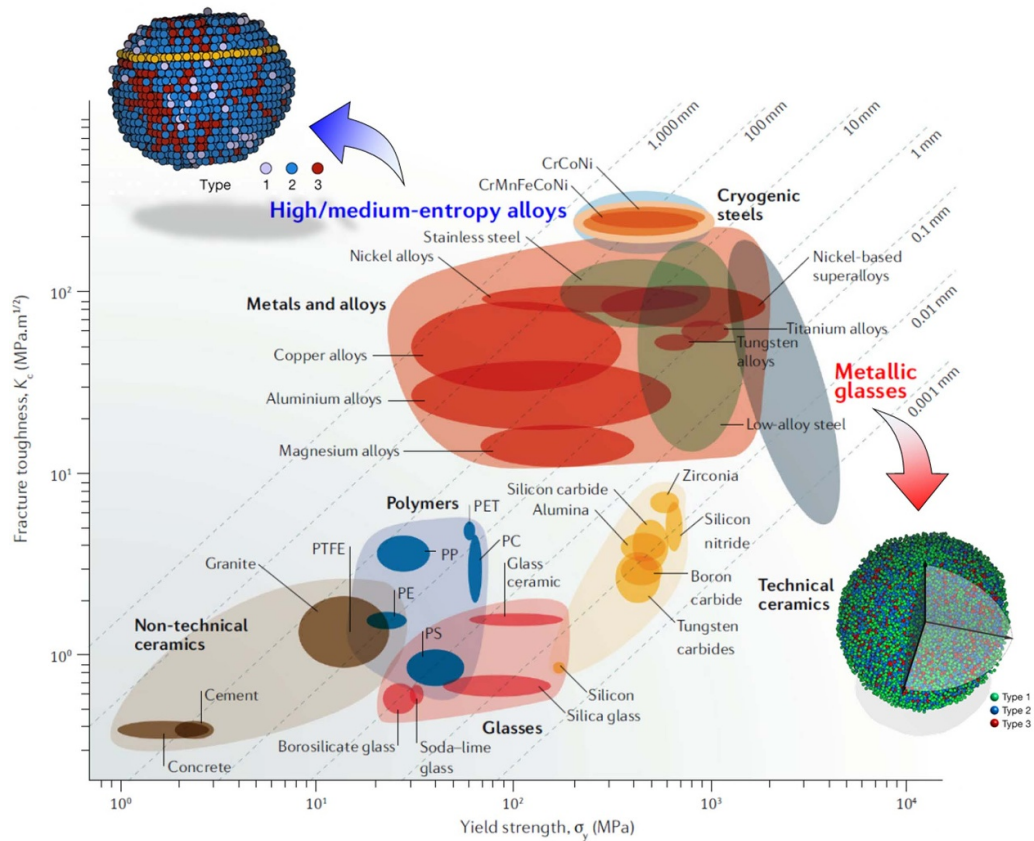 1,000 mm
100 mm
10 mm
1 mm
0.1 mm
0.01 mm
0.001 mm
Type 1 2 3
High/medium-entropy alloys
CrCoNi
CrMnFeCoNi
Cryogenic
steels
Stainless steel
Nickel alloys
Nickel-based
superalloys
Metals and alloys
Titanium alloys
Tungsten
alloys
Copper alloys
Aluminium alloys
Metallic
glasses
Low-alloy steel
Magnesium alloys
Zirconia
Silicon carbide
Alumina
Silicon
nitride
Polymers
PET
PTFE
PP
PC
Glass
ceramic
Granite
PE
Boron
carbide
Technical
ceramics
Non-technical
ceramics
PS
Tungsten
carbides
Cement
Silicon
Silica glass
Glasses
Borosilicate glass
Soda–lime
glass
Concrete
Type 1
Type 2
Type 3
Fracture toughness, Kc (MPa.m1/2)
10²
10¹
10⁰
10⁰
10¹
10²
10³
10⁴
Yield strength, σy (MPa)